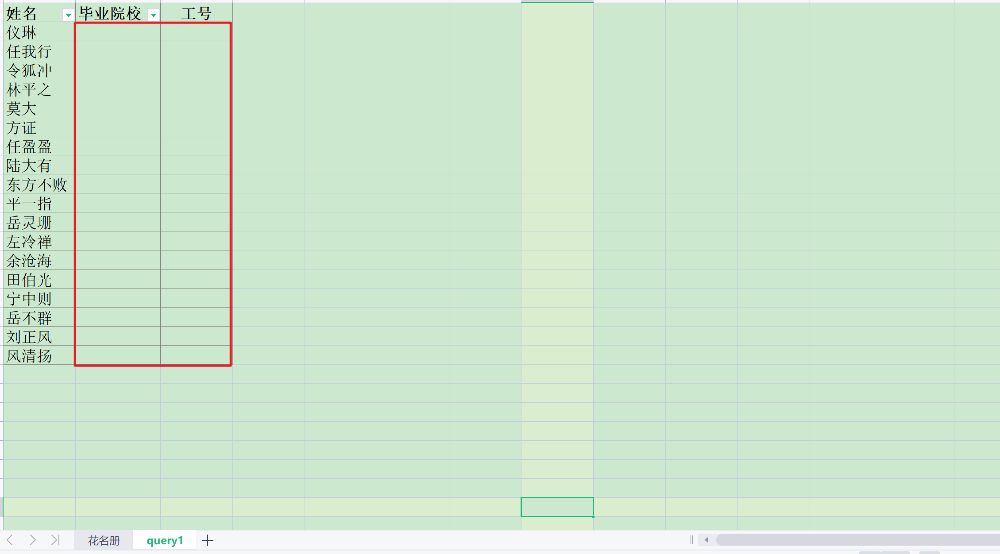 姓名 毕业院校 工号
仪琳
任我行
令狐冲
林平之
莫大
方证
任盈盈
陆大有
东方不败
平一指
岳灵珊
左冷禅
余沧海
田伯光
宁中则
岳不群
刘正风
风清扬
花名册 query1